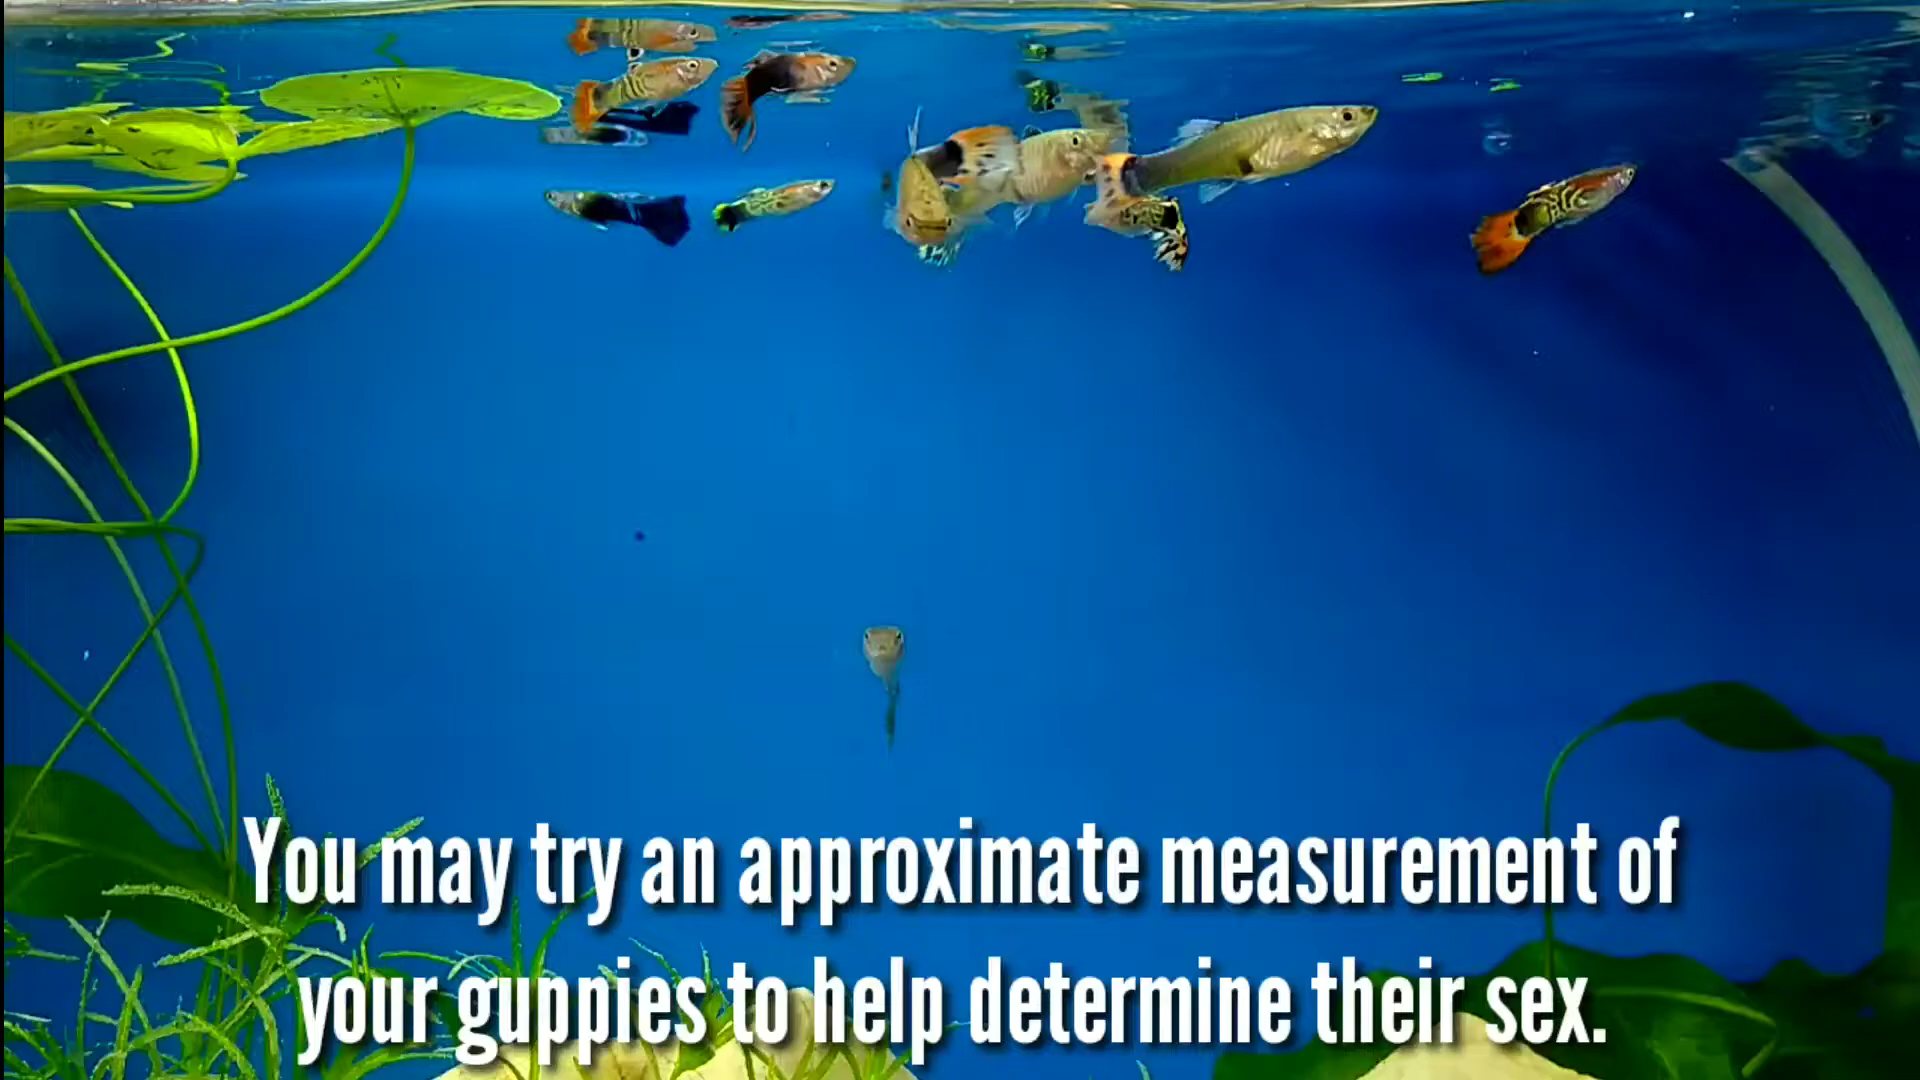 You may try an approximate measurement of
your guppies to help determine their sex.